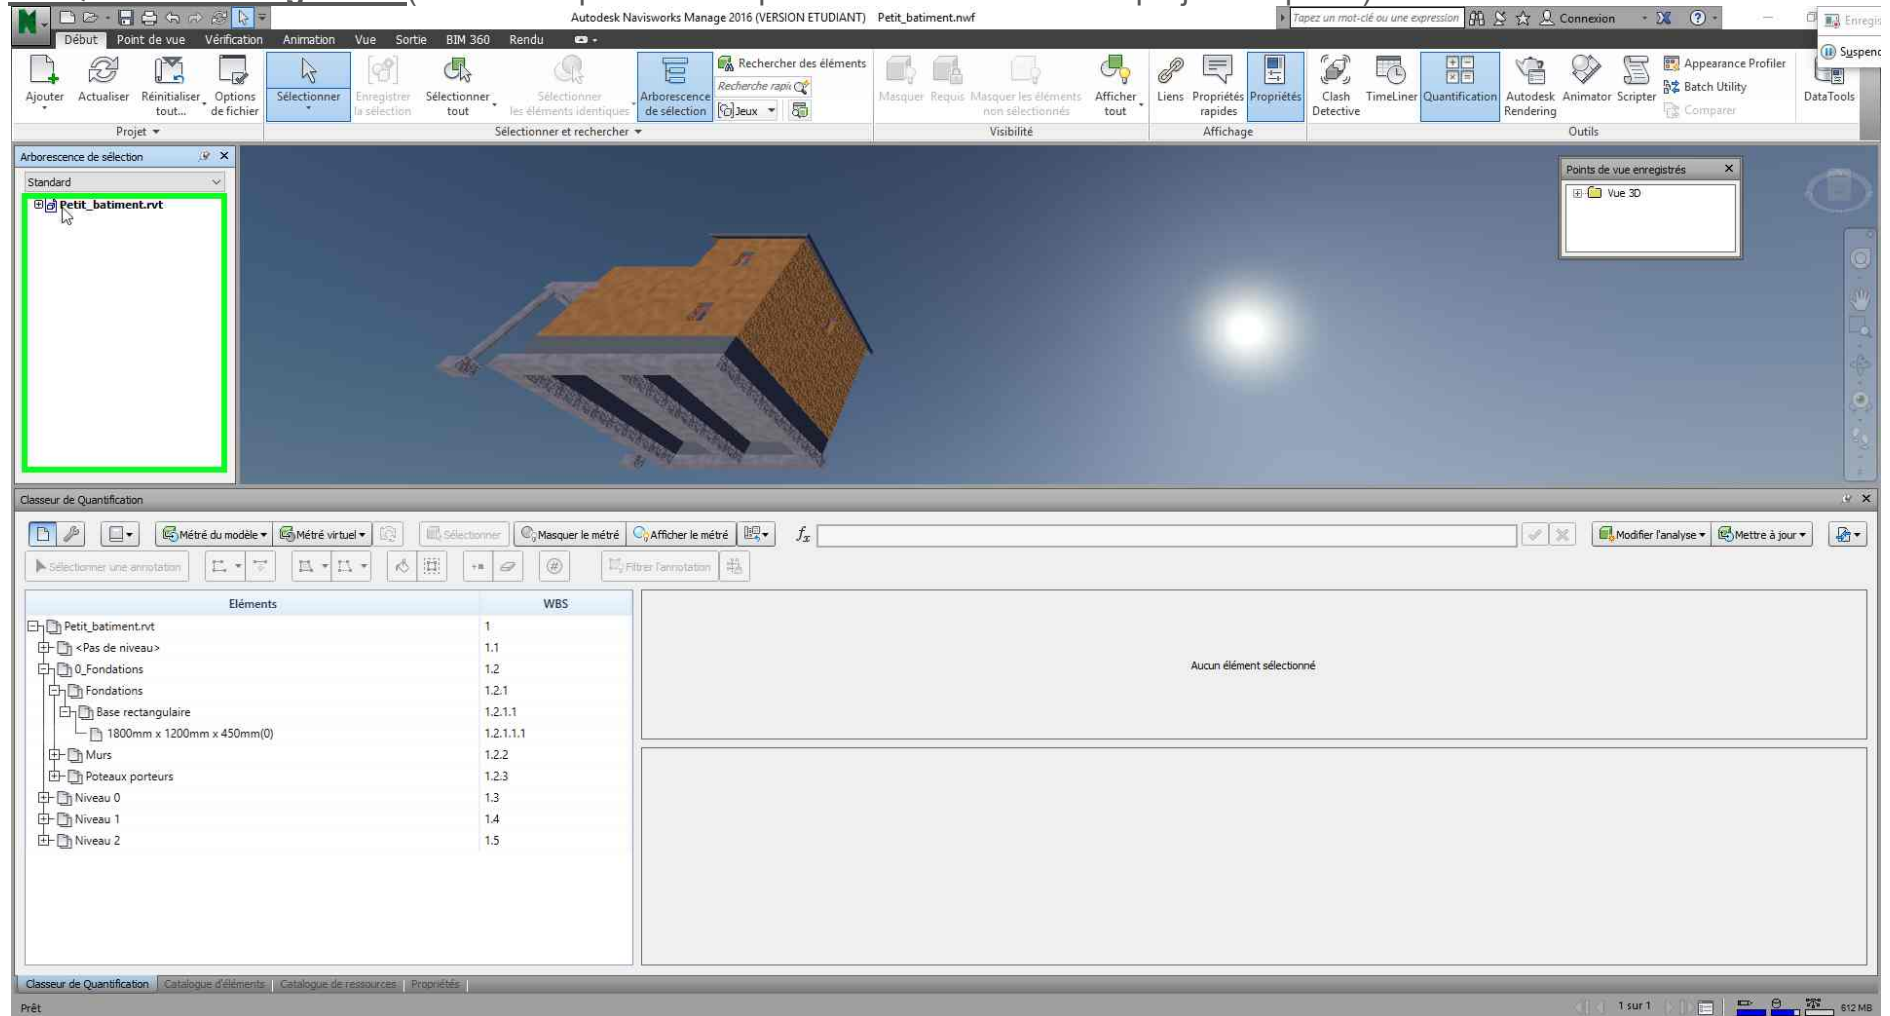 Autodesk Navisworks Manage 2016 (VERSION ETUDIANT) Petit_batiment.nwf
Tapez un mot-clé ou une expression
Connexion
Début Point de vue Vérification Animation Vue Sortie BIM 360 Rendu
Suspend
Ajouter
Actualiser
Réinitialiser tout...
Options de fichier
Sélectionner
Enregistrer la sélection
Sélectionner tout
Sélectionner les éléments identiques
Arborescence de sélection
Rechercher des éléments
Recherche rapi
Jeux
Masquer
Requis
Masquer les éléments non sélectionnés
Afficher tout
Liens
Propriétés rapides
Propriétés
Clash Detective
TimeLiner
Quantification
Autodesk Rendering
Animator
Scripter
Appearance Profiler
Batch Utility
Comparer
DataTools
Projet
Sélectionner et rechercher
Visibilité
Affichage
Outils
Arborescence de sélection
Standard
Petit_batiment.rvt
Points de vue enregistrés
Vue 3D
Classeur de Quantification
Métré du modèle
Métré virtuel
Sélectionner
Masquer le métré
Afficher le métré
fx
Modifier l'analyse
Mettre à jour
Sélectionner une annotation
Filtrer l'annotation
Eléments WBS
Petit_batiment.rvt 1
<Pas de niveau> 1.1
0_Fondations 1.2
Fondations 1.2.1
Base rectangulaire 1.2.1.1
1800mm x 1200mm x 450mm(0) 1.2.1.1.1
Murs 1.2.2
Poteaux porteurs 1.2.3
Niveau 0 1.3
Niveau 1 1.4
Niveau 2 1.5
Aucun élément sélectionné
Classeur de Quantification Catalogue d'éléments Catalogue de ressources Propriétés
Prêt
1 sur 1
612 MB